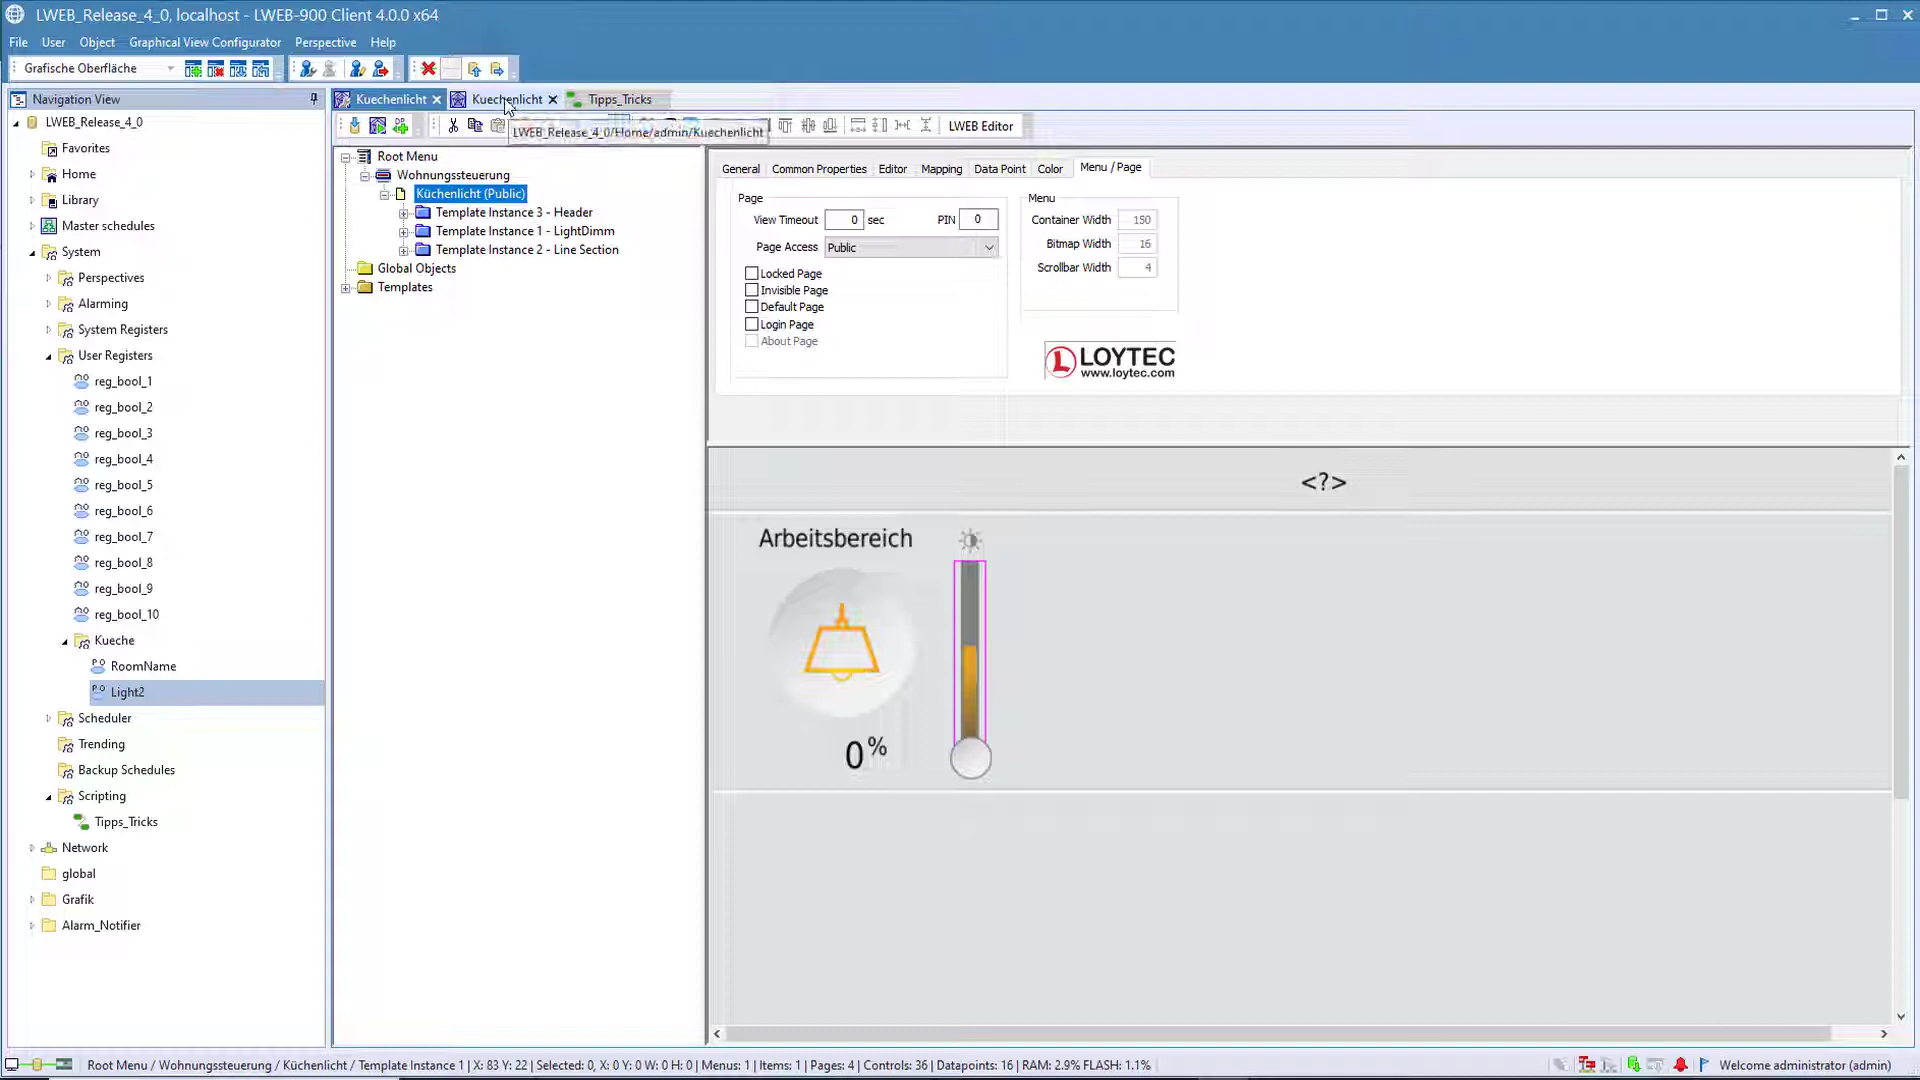 LWEB_Release_4_0, localhost - LWEB-900 Client 4.0.0 x64
File User Object Graphical View Configurator Perspective Help
Grafische Oberfläche
Navigation View
Kuechenlicht Kuechenlicht Tipps_Tricks
LWEB_Release_4_0/Home/admin/Kuechenlicht
LWEB Editor
LWEB_Release_4_0
Favorites
Home
Library
Master schedules
System
Perspectives
Alarming
System Registers
User Registers
reg_bool_1
reg_bool_2
reg_bool_3
reg_bool_4
reg_bool_5
reg_bool_6
reg_bool_7
reg_bool_8
reg_bool_9
reg_bool_10
Kueche
RoomName
Light2
Scheduler
Trending
Backup Schedules
Scripting
Tipps_Tricks
Network
global
Grafik
Alarm_Notifier
Root Menu
Wohnungssteuerung
Küchenlicht (Public)
Template Instance 3 - Header
Template Instance 1 - LightDimm
Template Instance 2 - Line Section
Global Objects
Templates
General Common Properties Editor Mapping Data Point Color Menu / Page
Page
View Timeout 0 sec PIN 0
Page Access Public
Locked Page
Invisible Page
Default Page
Login Page
About Page
Menu
Container Width 150
Bitmap Width 16
Scrollbar Width 4
L LOYTEC
www.loytec.com
<?>
Arbeitsbereich
0 %
Root Menu / Wohnungssteuerung / Küchenlicht / Template Instance 1 | X: 83 Y: 22 | Selected: 0, X: 0 Y: 0 W: 0 H: 0 | Menus: 1 | Items: 1 | Pages: 4 | Controls: 36 | Datapoints: 16 | RAM: 2.9% FLASH: 1.1% Welcome administrator (admin)